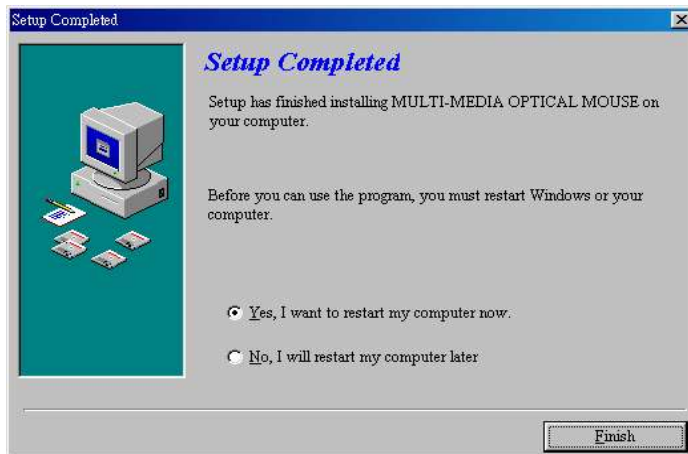 Setup Completed
Setup Completed
Setup has finished installing MULTI-MEDIA OPTICAL MOUSE on
your computer.
Before you can use the program, you must restart Windows or your
computer.
Yes, I want to restart my computer now.
No, I will restart my computer later
Finish